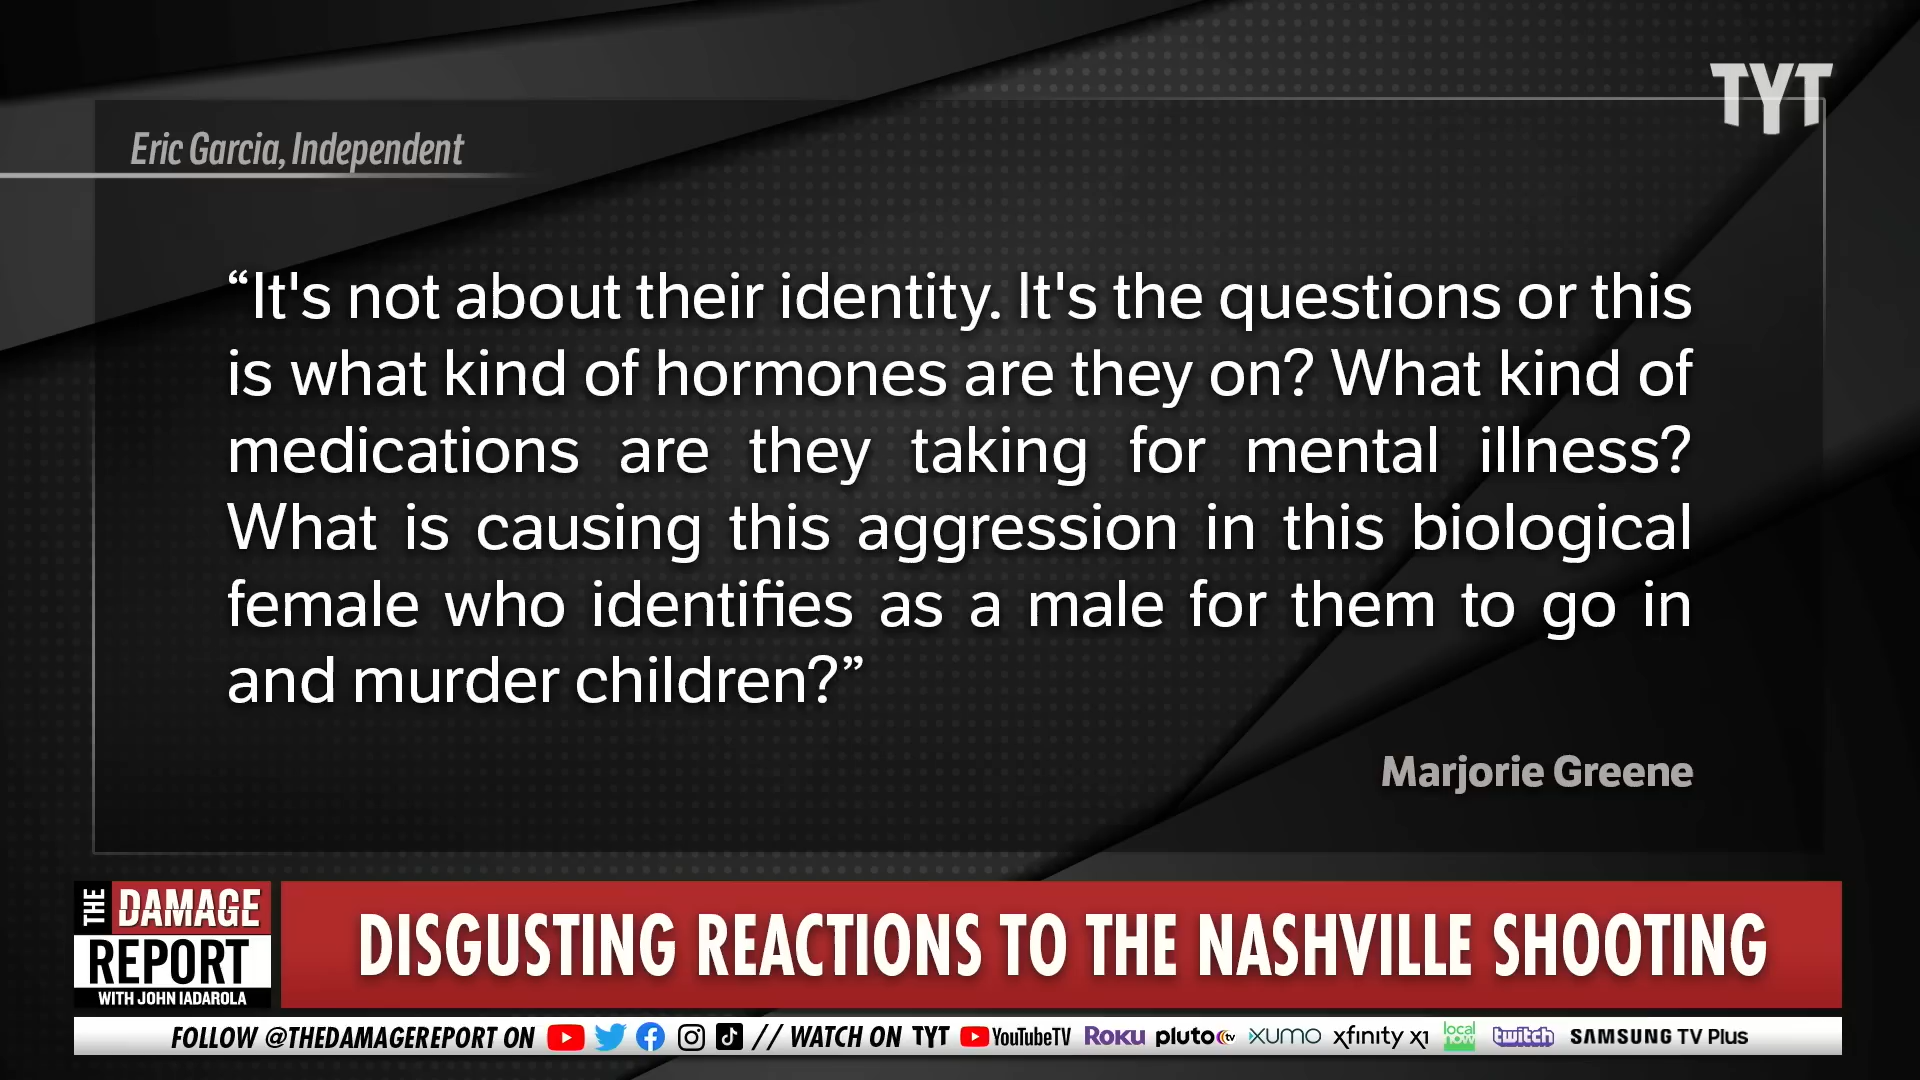 TYT
Eric Garcia, Independent
“It's not about their identity. It's the questions or this
is what kind of hormones are they on? What kind of
medications are they taking for mental illness?
What is causing this aggression in this biological
female who identifies as a male for them to go in
and murder children?”
Marjorie Greene
THE DAMAGE
REPORT
WITH JOHN IADAROLA
DISGUSTING REACTIONS TO THE NASHVILLE SHOOTING
FOLLOW @THEDAMAGEREPORT ON // WATCH ON TYT YouTubeTV ROKU pluto tv XUMO xfinity x1 local now twitch SAMSUNG TV Plus